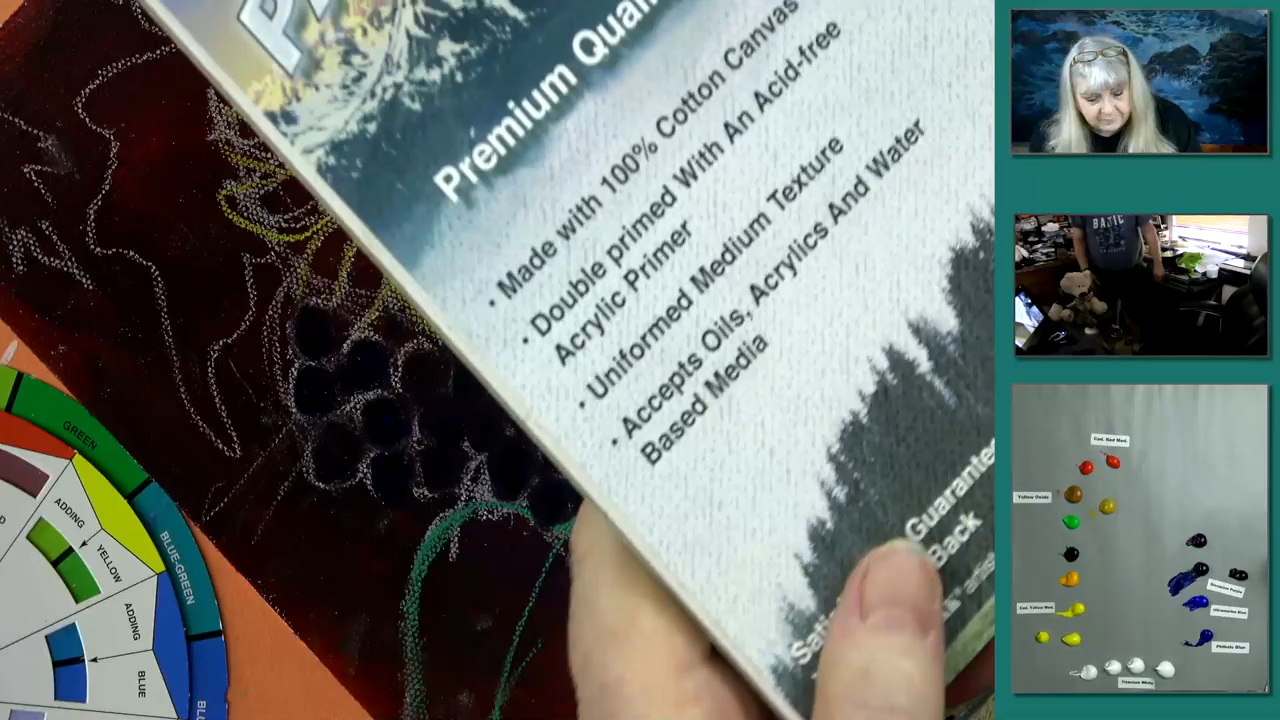 Premium
• Made with 100% Cotton Canvas
• Double primed With An Acid-free
Acrylic Primer
• Uniformed Medium Texture
• Accepts Oils, Acrylics And Water
Based Media
Guarantee
Back
GREEN
BLUE-GREEN
ADDING
YELLOW
ADDING
BLUE
BASIC
Cad. Red Med.
Yellow Oxide
Cad. Yellow Med.
Ultramarine Blue
Phthalo Blue
Titanium White